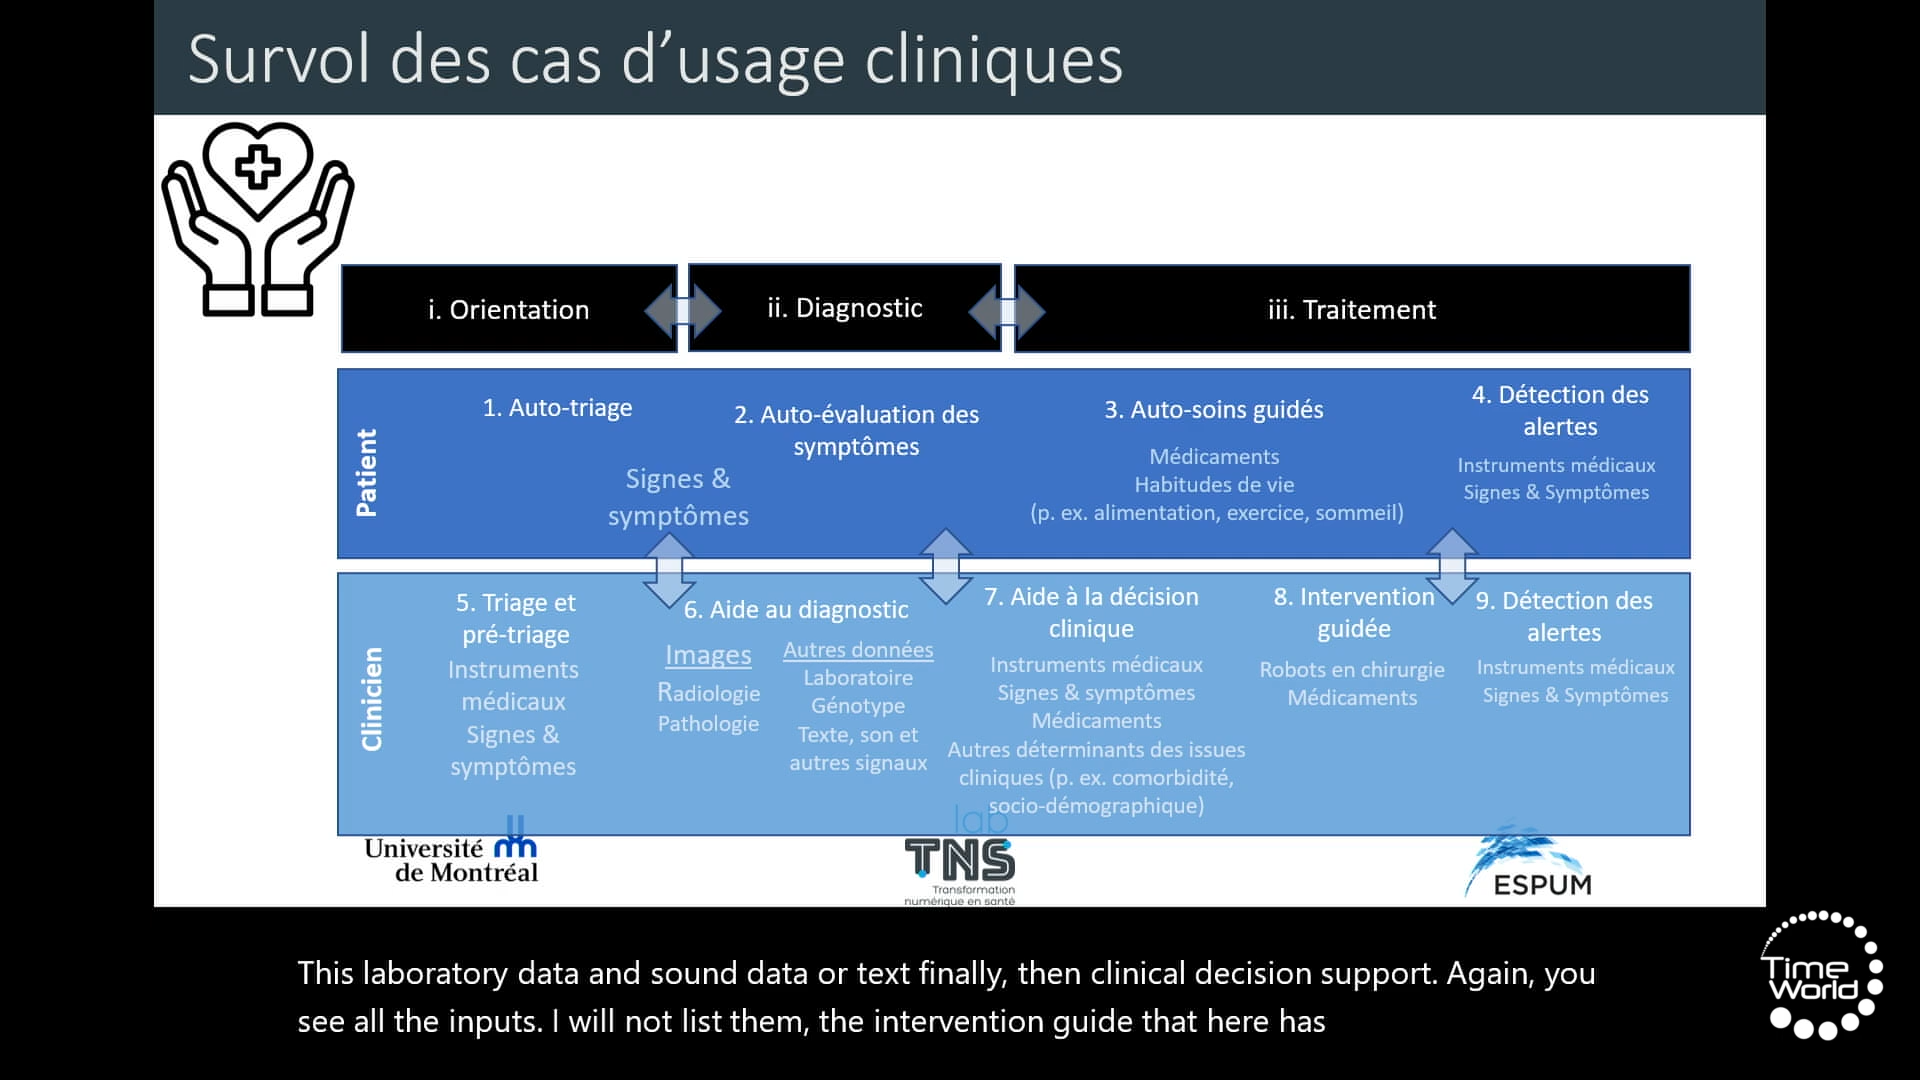 Survol des cas d’usage cliniques
i. Orientation
ii. Diagnostic
iii. Traitement
Patient
1. Auto-triage
2. Auto-évaluation des
symptômes
Signes &
symptômes
3. Auto-soins guidés
Médicaments
Habitudes de vie
(p. ex. alimentation, exercice, sommeil)
4. Détection des
alertes
Instruments médicaux
Signes & Symptômes
Clinicien
5. Triage et
pré-triage
Instruments
médicaux
Signes &
symptômes
6. Aide au diagnostic
Images
Radiologie
Pathologie
Autres données
Laboratoire
Génotype
Texte, son et
autres signaux
7. Aide à la décision
clinique
Instruments médicaux
Signes & symptômes
Médicaments
Autres déterminants des issues
cliniques (p. ex. comorbidité,
socio-démographique)
8. Intervention
guidée
Robots en chirurgie
Médicaments
9. Détection des
alertes
Instruments médicaux
Signes & Symptômes
Université
de Montréal
lab
TNS
Transformation
numérique en santé
ESPUM
This laboratory data and sound data or text finally, then clinical decision support. Again, you
see all the inputs. I will not list them, the intervention guide that here has
Time
World